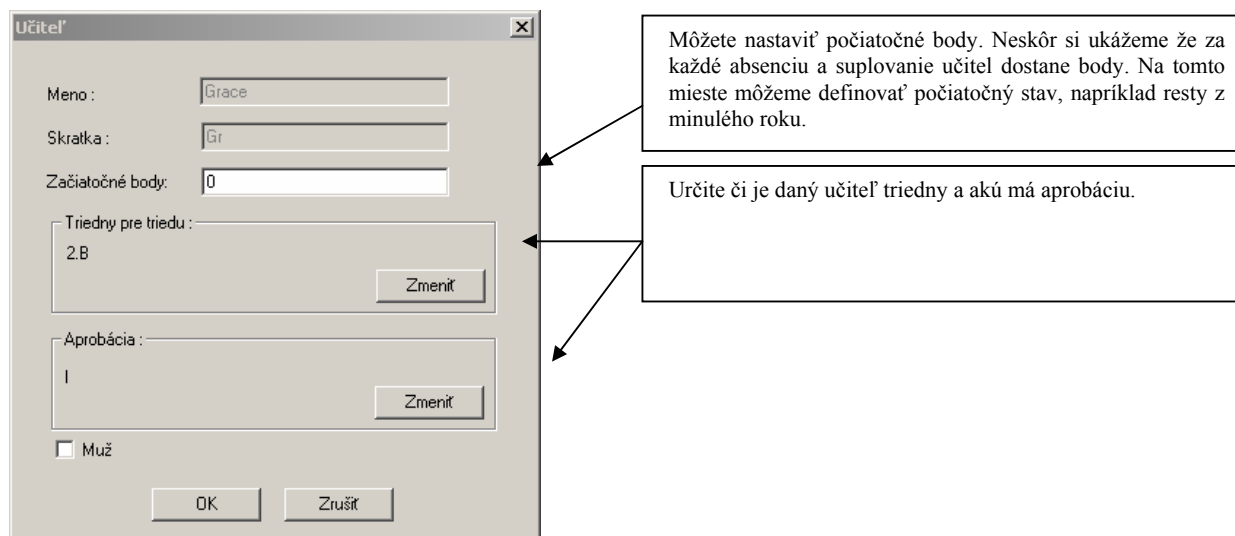 Učiteľ
Meno :
Grace
Skratka :
Gr
Začiatočné body:
0
Triedny pre triedu :
2.B
Zmeniť
Aprobácia :
I
Zmeniť
Muž
OK
Zrušiť
Môžete nastaviť počiatočné body. Neskôr si ukážeme že za
každé absenciu a suplovanie učitel dostane body. Na tomto
mieste môžeme definovať počiatočný stav, napríklad resty z
minulého roku.
Určite či je daný učiteľ triedny a akú má aprobáciu.